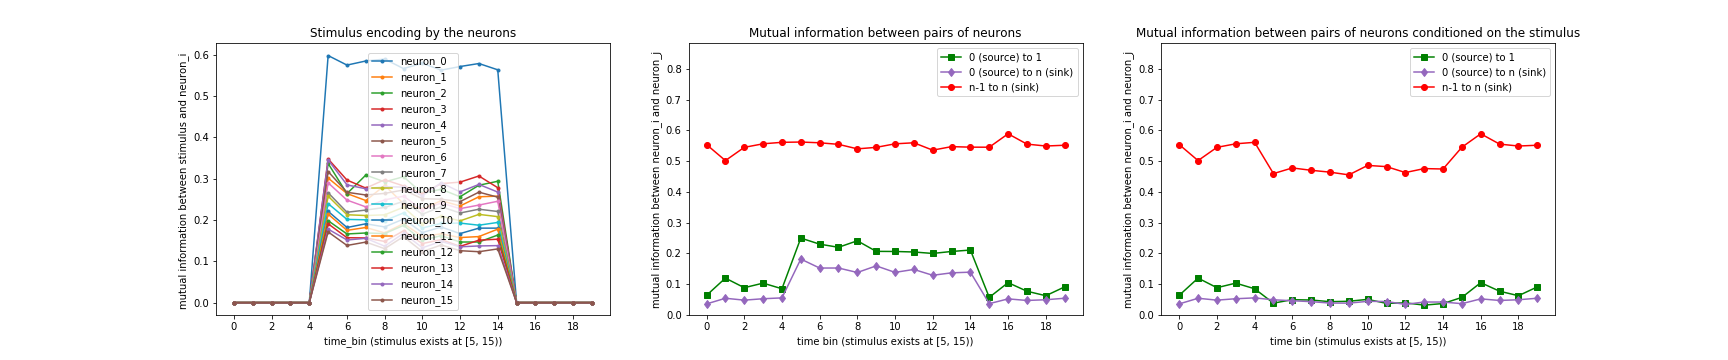 Stimulus encoding by the neurons
mutual information between stimulus and neuron_i
0.6
0.5
0.4
0.3
0.2
0.1
0.0
neuron_0
neuron_1
neuron_2
neuron_3
neuron_4
neuron_5
neuron_6
neuron_7
neuron_8
neuron_9
neuron_10
neuron_11
neuron_12
neuron_13
neuron_14
neuron_15
0 2 4 6 8 10 12 14 16 18
time_bin (stimulus exists at [5, 15))
Mutual information between pairs of neurons
mutual information between neuron_i and neuron_j
0.8
0.7
0.6
0.5
0.4
0.3
0.2
0.1
0.0
0 (source) to 1
0 (source) to n (sink)
n-1 to n (sink)
0 2 4 6 8 10 12 14 16 18
time bin (stimulus exists at [5, 15))
Mutual information between pairs of neurons conditioned on the stimulus
mutual information between neuron_i and neuron_j
0.8
0.7
0.6
0.5
0.4
0.3
0.2
0.1
0.0
0 (source) to 1
0 (source) to n (sink)
n-1 to n (sink)
0 2 4 6 8 10 12 14 16 18
time bin (stimulus exists at [5, 15))